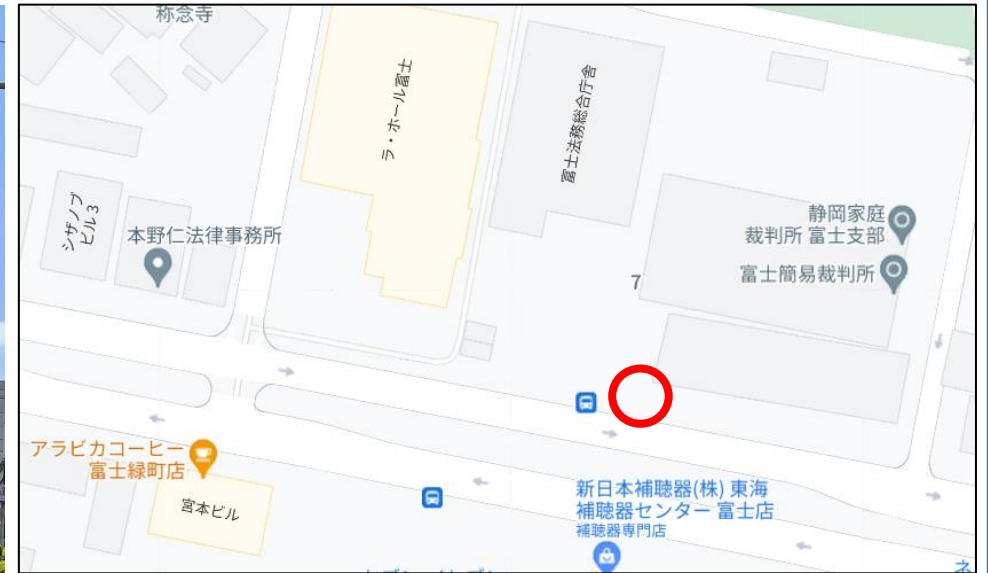 称念寺
ラ・ホール富士
富士法務総合庁舎
シザノブ
ビル3
本野仁法律事務所
静岡家庭
裁判所 富士支部
富士簡易裁判所
7
アラビカコーヒー
富士緑町店
宮本ビル
新日本補聴器(株) 東海
補聴器センター 富士店
補聴器専門店
ネ